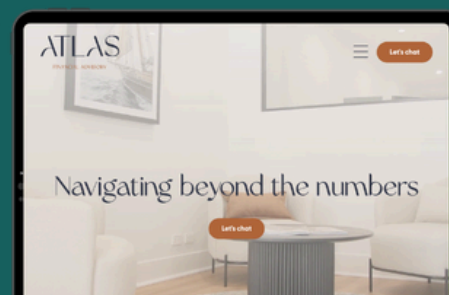 ATLAS
FINANCIAL ADVISORY
Let's chat
Navigating beyond the numbers
Let's chat